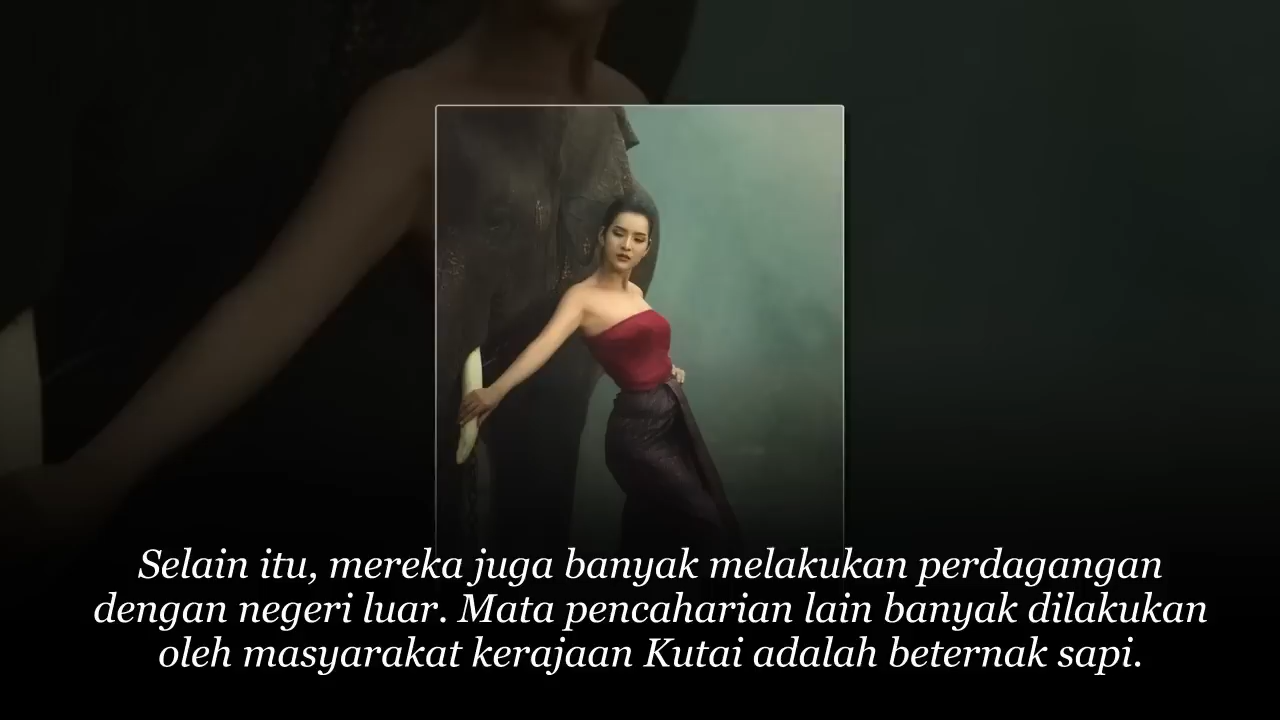 Selain itu, mereka juga banyak melakukan perdagangan
dengan negeri luar. Mata pencaharian lain banyak dilakukan
oleh masyarakat kerajaan Kutai adalah beternak sapi.